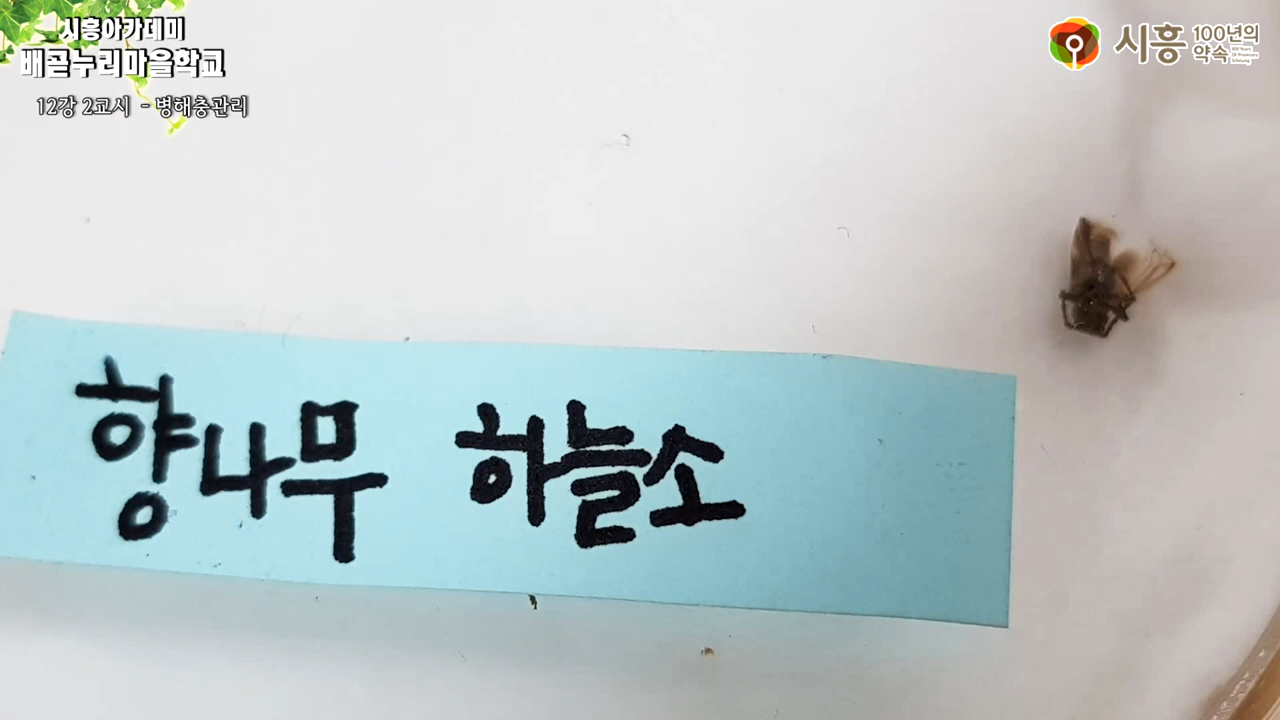 시흥아카데미
배곧누리마을학교
12강 2교시 - 병해충관리
시흥 100년의
약속
향나무 하늘소